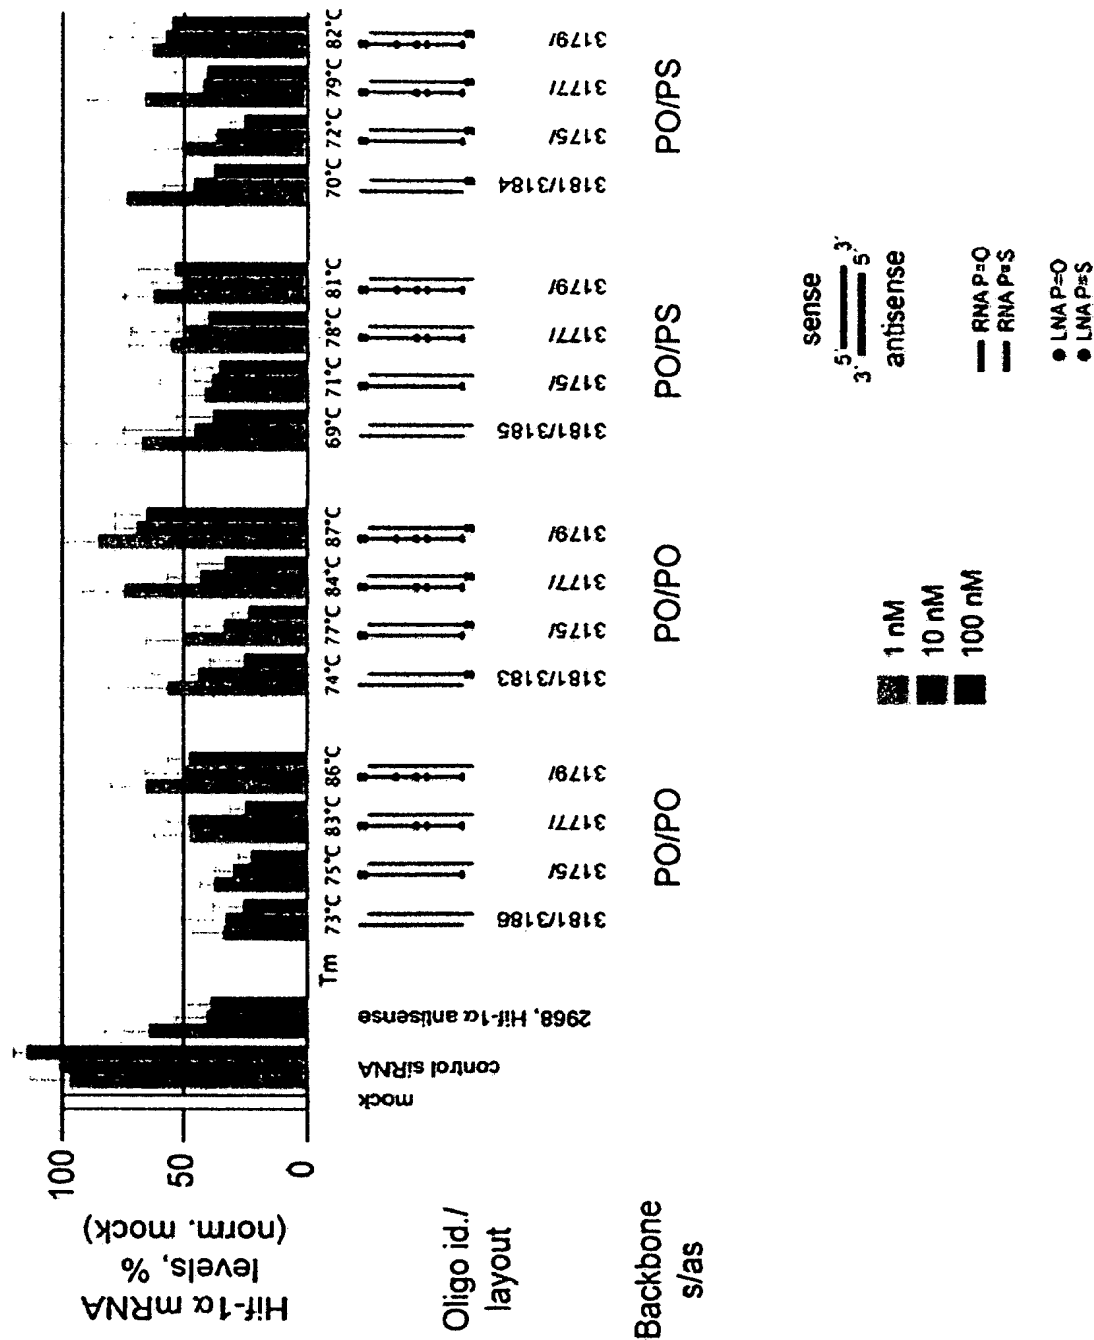 Hif-1α mRNA
levels, %
(norm. mock)
100
50
0
Tm 73°C 75°C 83°C 86°C 74°C 77°C 84°C 87°C 69°C 71°C 78°C 81°C 70°C 72°C 79°C 82°C
Oligo id./
layout
mock
control siRNA
2968, Hif-1α antisense
3181/3186
3175/
3177/
3179/
3181/3183
3175/
3177/
3179/
3181/3185
3175/
3177/
3179/
3181/3184
3175/
3177/
3179/
Backbone
s/as
PO/PO PO/PO PO/PS PO/PS
1 nM
10 nM
100 nM
sense
5' 3'
3' 5'
antisense
RNA P=O
RNA P=S
LNA P=O
LNA P=S